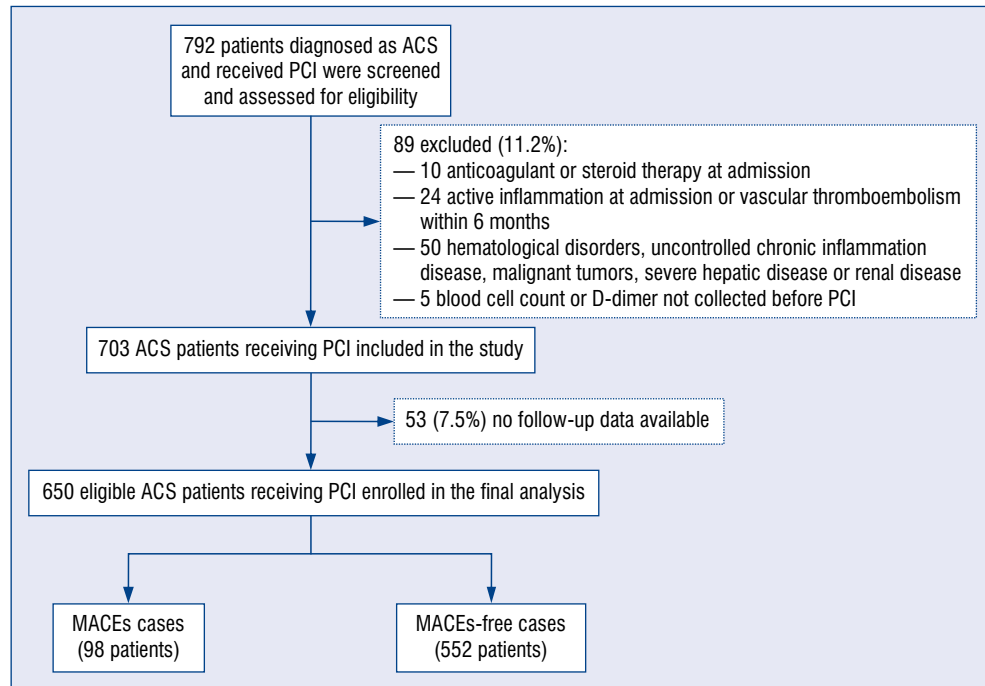 792 patients diagnosed as ACS
and received PCI were screened
and assessed for eligibility
89 excluded (11.2%):
— 10 anticoagulant or steroid therapy at admission
— 24 active inflammation at admission or vascular thromboembolism
within 6 months
— 50 hematological disorders, uncontrolled chronic inflammation
disease, malignant tumors, severe hepatic disease or renal disease
— 5 blood cell count or D-dimer not collected before PCI
703 ACS patients receiving PCI included in the study
53 (7.5%) no follow-up data available
650 eligible ACS patients receiving PCI enrolled in the final analysis
MACEs cases
(98 patients)
MACEs-free cases
(552 patients)